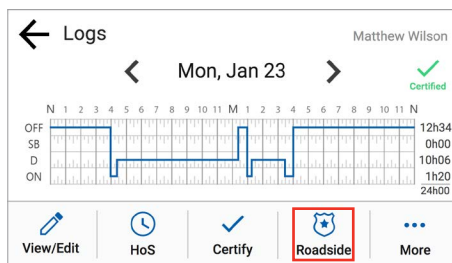 Logs
Matthew Wilson
Mon, Jan 23
Certified
N 1 2 3 4 5 6 7 8 9 10 11 M 1 2 3 4 5 6 7 8 9 10 11 N
OFF 12h34
SB 0h00
D 10h06
ON 1h20
24h00
View/Edit HoS Certify Roadside More